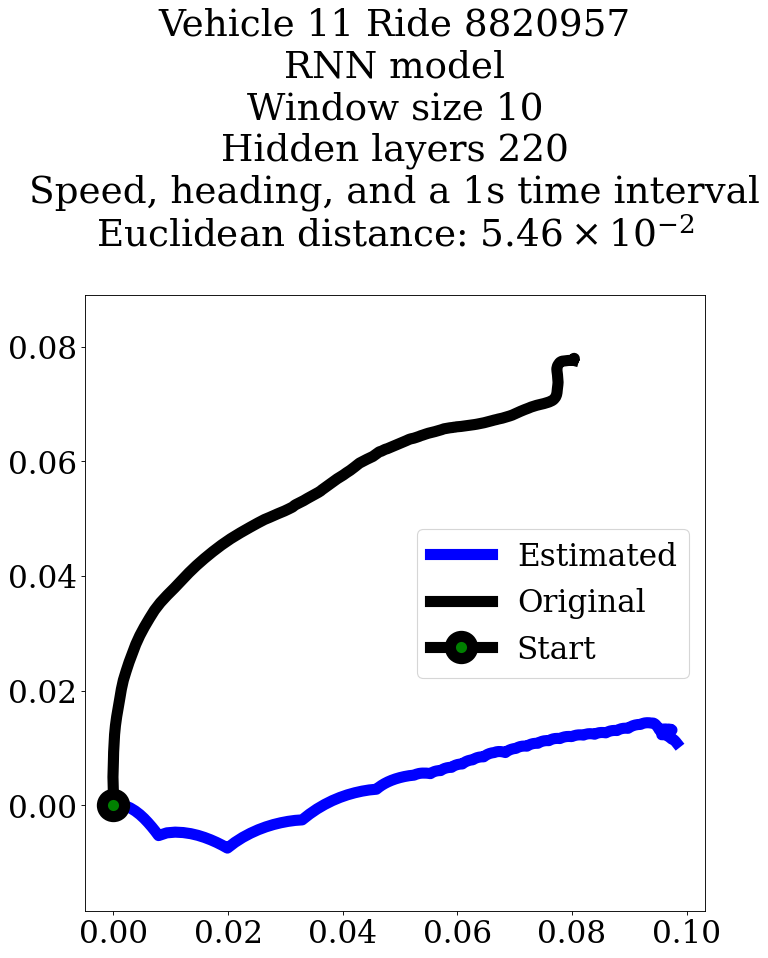 Vehicle 11 Ride 8820957
RNN model
Window size 10
Hidden layers 220
Speed, heading, and a 1s time interval
Euclidean distance: 5.46 × 10⁻²
0.08
0.06
0.04
0.02
0.00
Estimated
Original
Start
0.00 0.02 0.04 0.06 0.08 0.10